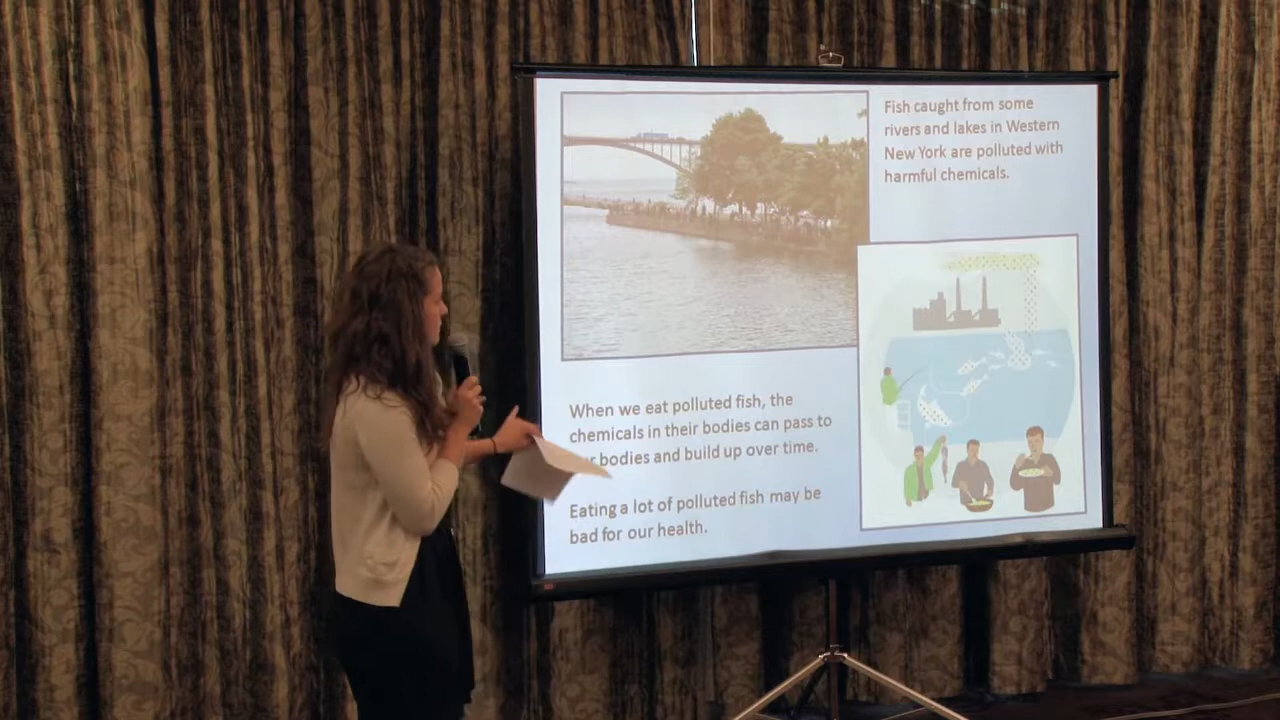 Fish caught from some
rivers and lakes in Western
New York are polluted with
harmful chemicals.
When we eat polluted fish, the
chemicals in their bodies can pass to
r bodies and build up over time.
Eating a lot of polluted fish may be
bad for our health.